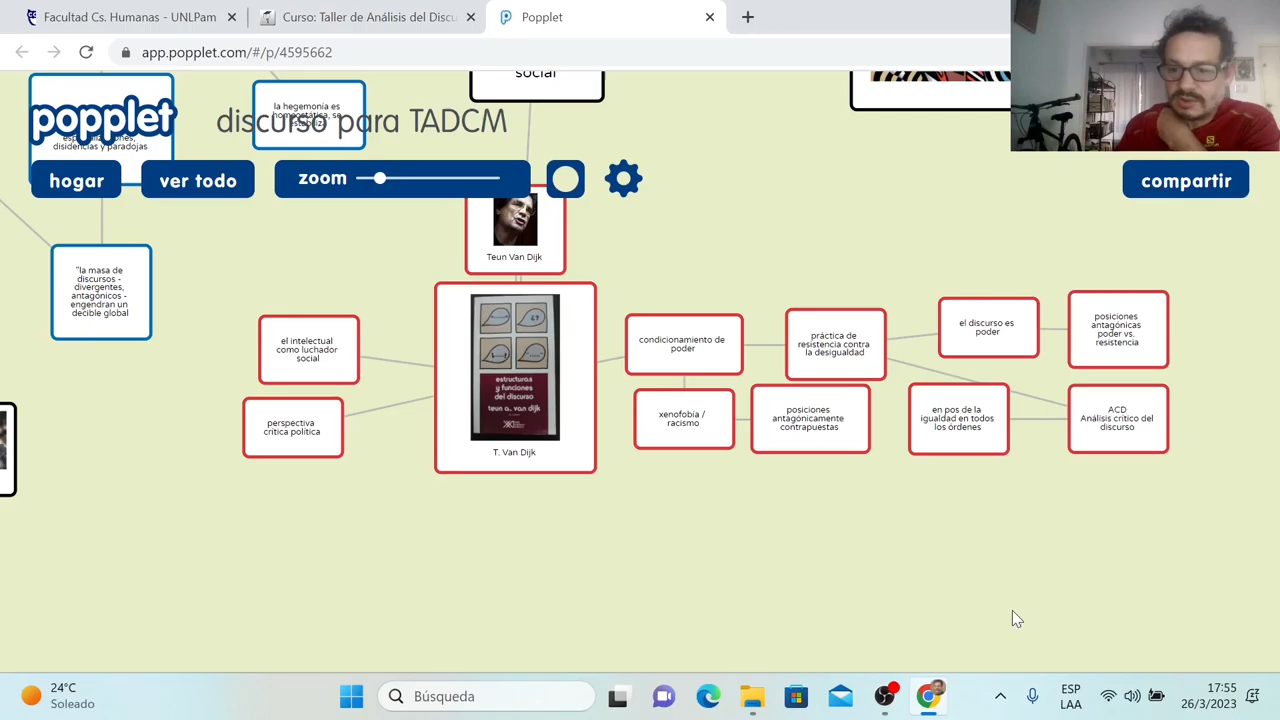 Facultad Cs. Humanas - UNLPam
Curso: Taller de Análisis del Discu
Popplet
app.popplet.com/#/p/4595662
social
la hegemonía es
popplet
discurso para TADCM
disidencias y paradojas
hogar
ver todo
zoom
compartir
Teun Van Dijk
"la masa de
discursos -
divergentes,
antagónicos -
engendran un
decible global
el intelectual
como luchador
social
perspectiva
crítica política
estructuras
y funciones
del discurso
teun a. van dijk
T. Van Dijk
condicionamiento de
poder
práctica de
resistencia contra
la desigualdad
el discurso es
poder
posiciones
antagónicas
poder vs.
resistencia
xenofobia /
racismo
posiciones
antagónicamente
contrapuestas
en pos de la
igualdad en todos
los órdenes
ACD
Análisis crítico del
discurso
24°C
Soleado
Búsqueda
ESP
LAA
17:55
26/3/2023